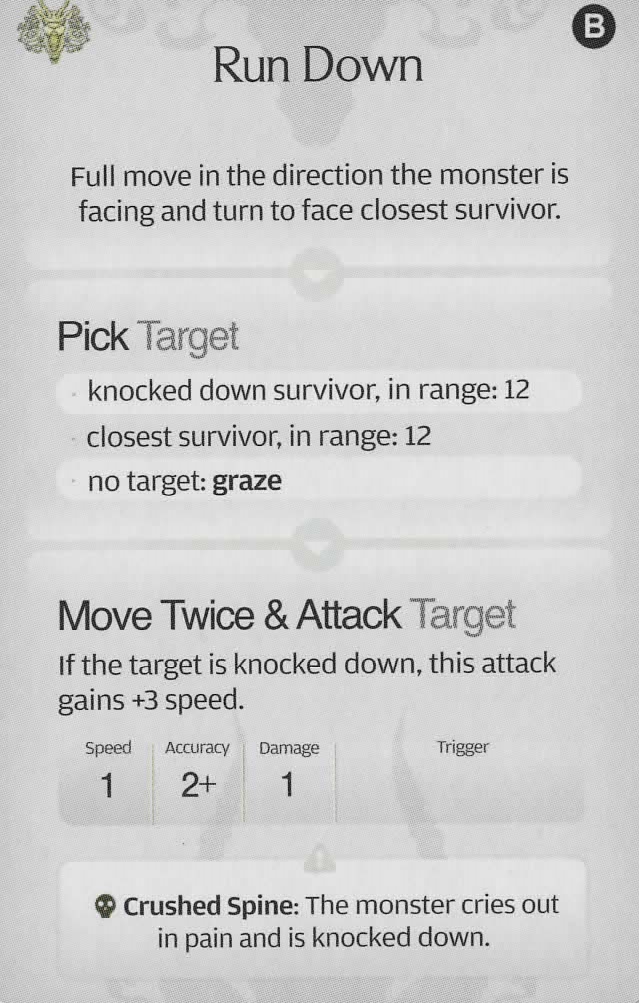 B
Run Down
Full move in the direction the monster is
facing and turn to face closest survivor.
Pick Target
· knocked down survivor, in range: 12
· closest survivor, in range: 12
· no target: graze
Move Twice & Attack Target
If the target is knocked down, this attack
gains +3 speed.
Speed Accuracy Damage Trigger
1 2+ 1
Crushed Spine: The monster cries out
in pain and is knocked down.